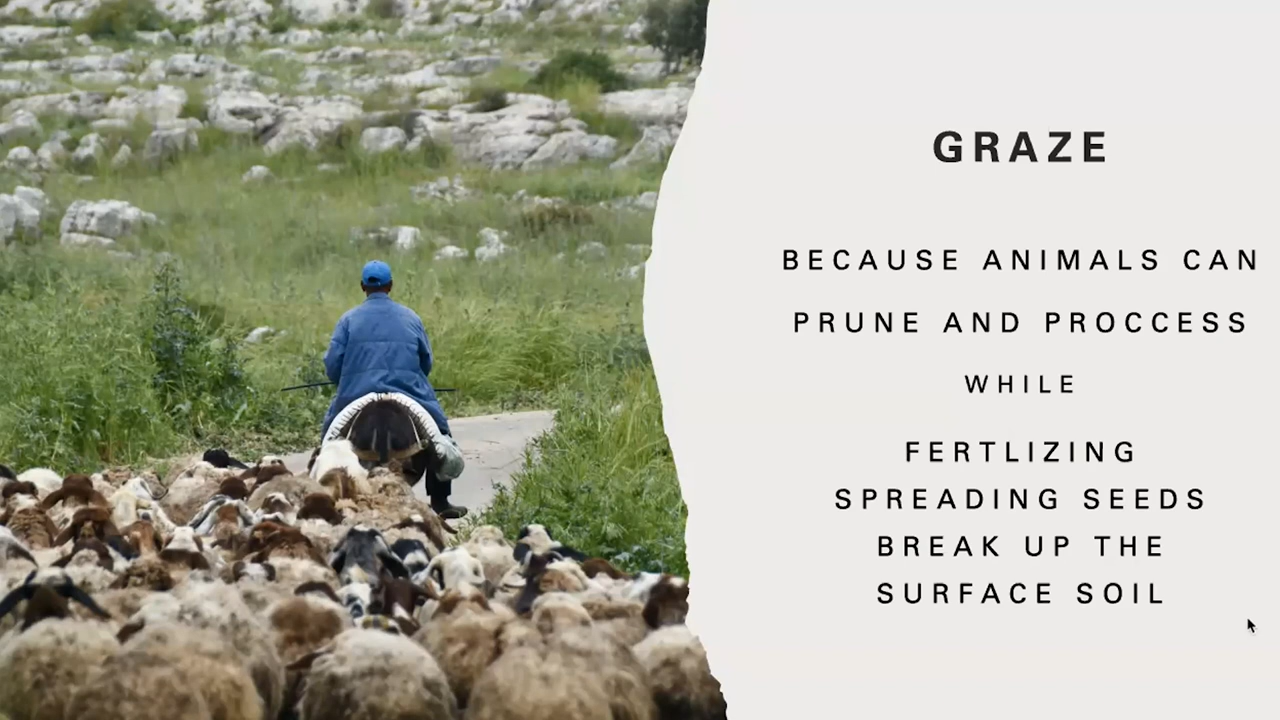 GRAZE
BECAUSE ANIMALS CAN
PRUNE AND PROCCESS
WHILE
FERTLIZING
SPREADING SEEDS
BREAK UP THE
SURFACE SOIL